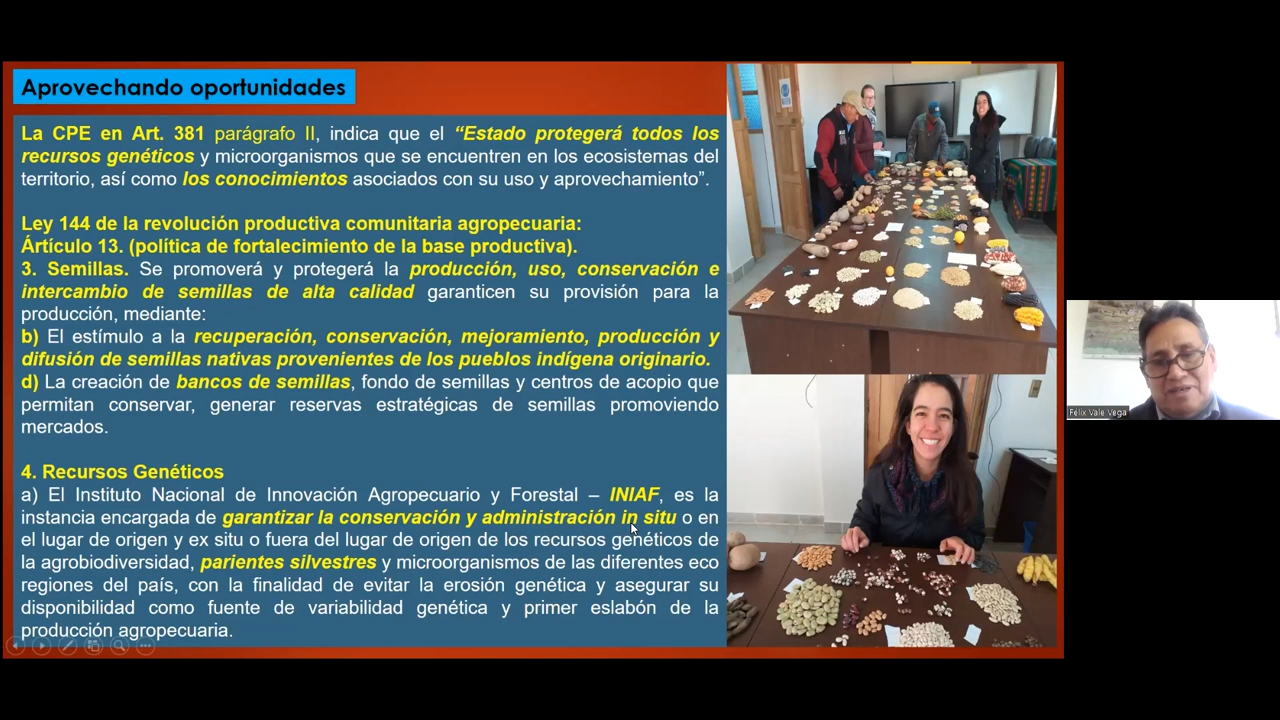 Aprovechando oportunidades
La CPE en Art. 381 parágrafo II, indica que el “Estado protegerá todos los
recursos genéticos y microorganismos que se encuentren en los ecosistemas del
territorio, así como los conocimientos asociados con su uso y aprovechamiento”.
Ley 144 de la revolución productiva comunitaria agropecuaria:
Ártículo 13. (política de fortalecimiento de la base productiva).
3. Semillas. Se promoverá y protegerá la producción, uso, conservación e
intercambio de semillas de alta calidad garanticen su provisión para la
producción, mediante:
b) El estímulo a la recuperación, conservación, mejoramiento, producción y
difusión de semillas nativas provenientes de los pueblos indígena originario.
d) La creación de bancos de semillas, fondo de semillas y centros de acopio que
permitan conservar, generar reservas estratégicas de semillas promoviendo
mercados.
4. Recursos Genéticos
a) El Instituto Nacional de Innovación Agropecuario y Forestal – INIAF, es la
instancia encargada de garantizar la conservación y administración in situ o en
el lugar de origen y ex situ o fuera del lugar de origen de los recursos genéticos de
la agrobiodiversidad, parientes silvestres y microorganismos de las diferentes eco
regiones del país, con la finalidad de evitar la erosión genética y asegurar su
disponibilidad como fuente de variabilidad genética y primer eslabón de la
producción agropecuaria.
Félix Vale Vega